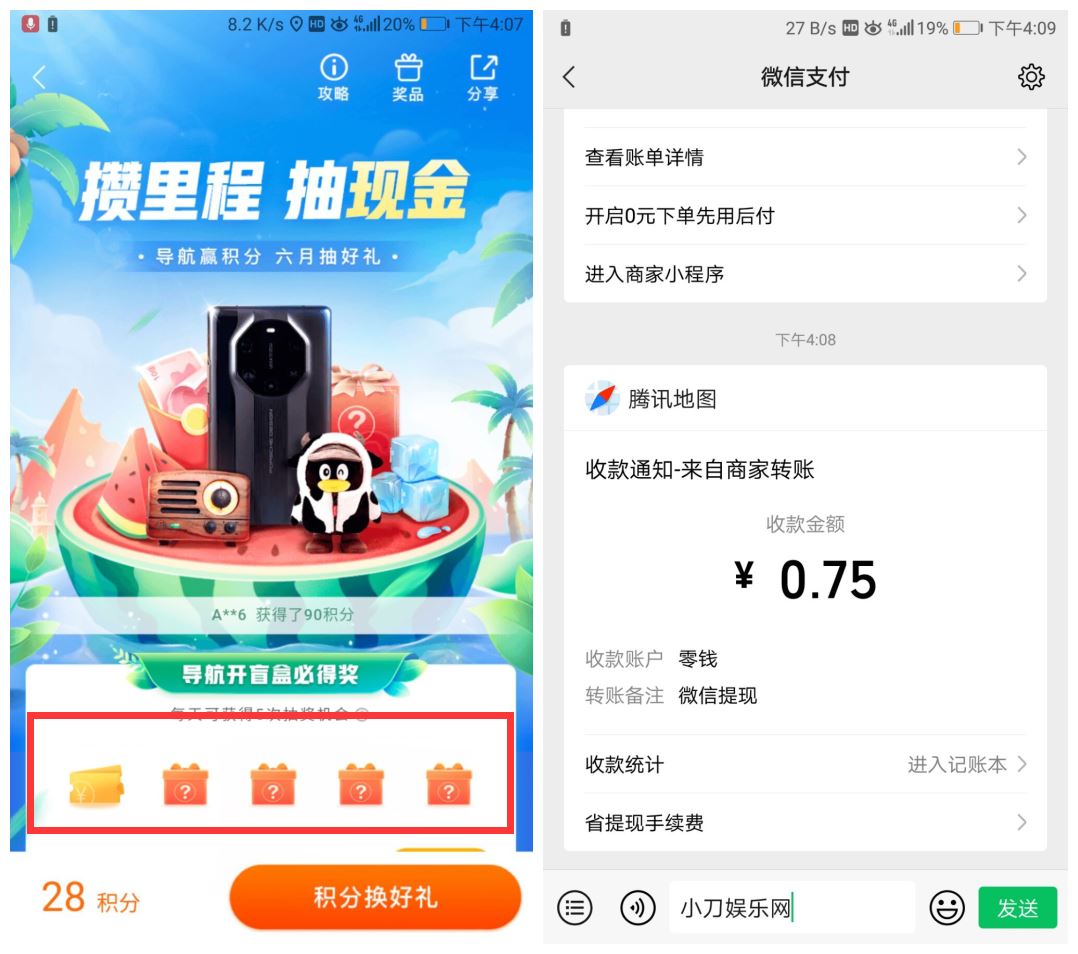 8.2 K/s HD 4G 20% 下午4:07
攻略 奖品 分享
攒里程 抽现金
·导航赢积分 六月抽好礼·
10元
?
PORSCHE DESIGN
A**6 获得了90积分
导航开盲盒必得奖
每天可获得5次抽奖机会
¥ ? ? ? ?
28 积分
积分换好礼
27 B/s HD 4G 19% 下午4:09
微信支付
查看账单详情
开启0元下单先用后付
进入商家小程序
下午4:08
腾讯地图
收款通知-来自商家转账
收款金额
¥ 0.75
收款账户 零钱
转账备注 微信提现
收款统计 进入记账本
省提现手续费
小刀娱乐网 发送